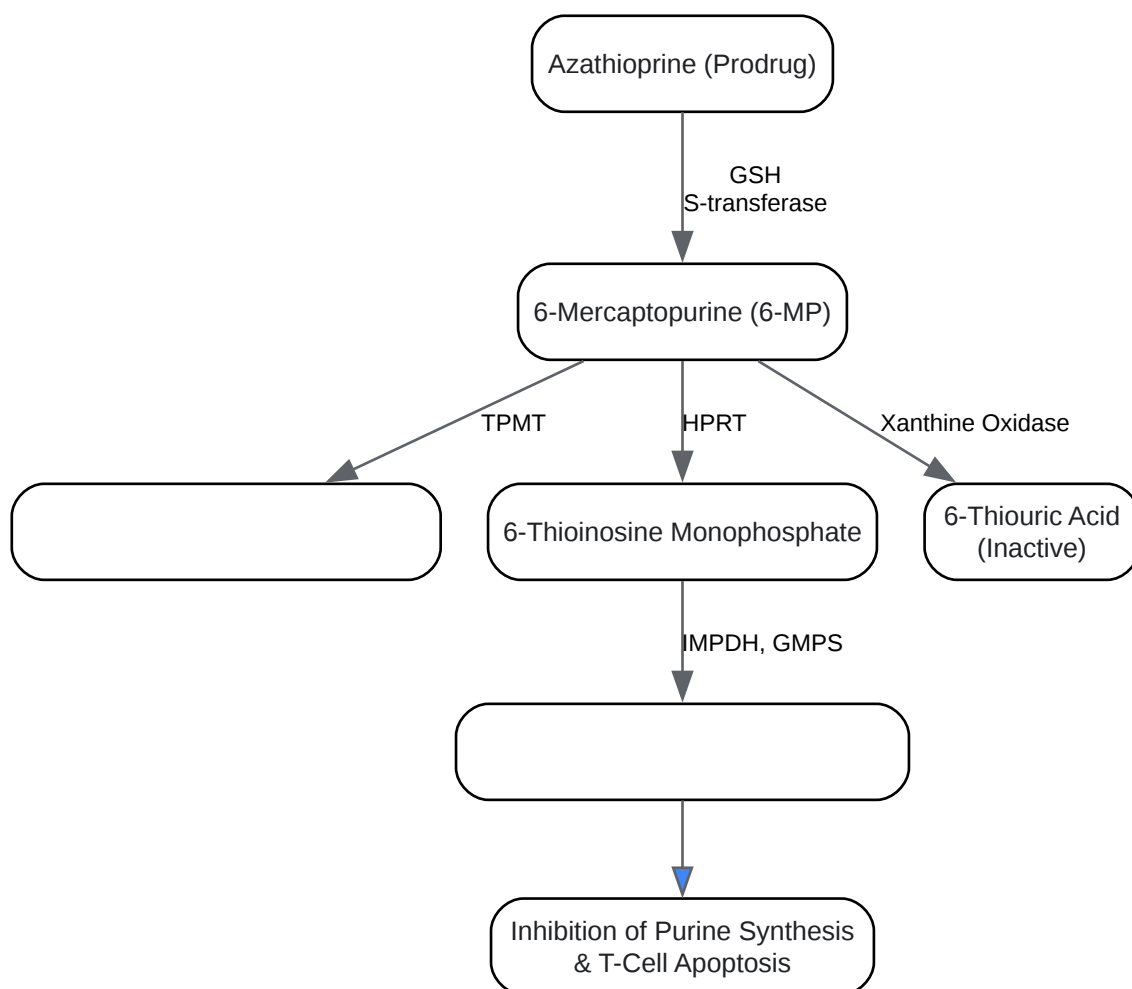 Azathioprine (Prodrug)
GSH
S-transferase
6-Mercaptopurine (6-MP)
TPMT
HPRT
Xanthine Oxidase
6-Thioinosine Monophosphate
6-Thiouric Acid
(Inactive)
IMPDH, GMPS
Inhibition of Purine Synthesis
& T-Cell Apoptosis